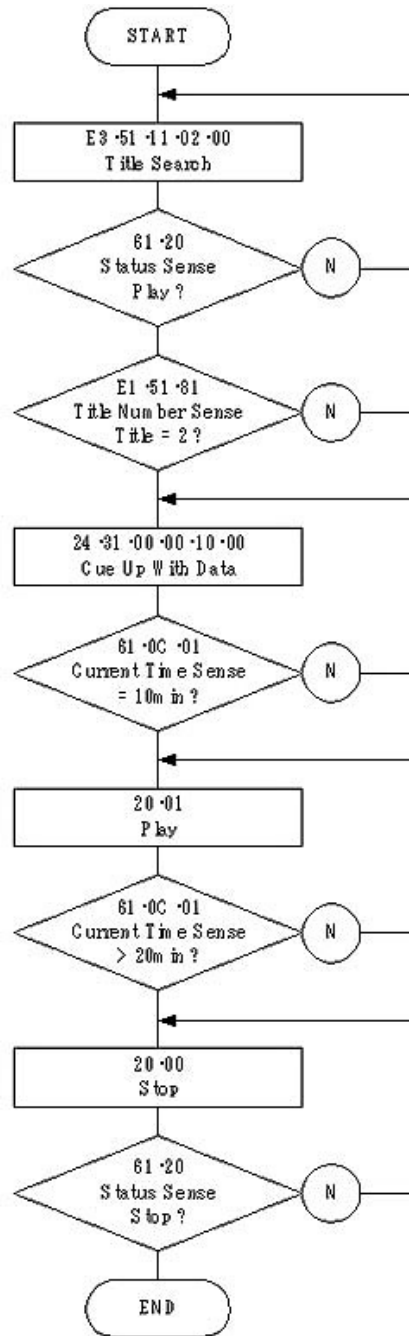 START
E3·51·11·02·00
Title Search
61·20
Status Sense
Play?
N
E1·51·81
Title Number Sense
Title = 2?
N
24·31·00·00·10·00
Cue Up With Data
61·0C·01
Current Time Sense
= 10min?
N
20·01
Play
61·0C·01
Current Time Sense
> 20min?
N
20·00
Stop
61·20
Status Sense
Stop?
N
END